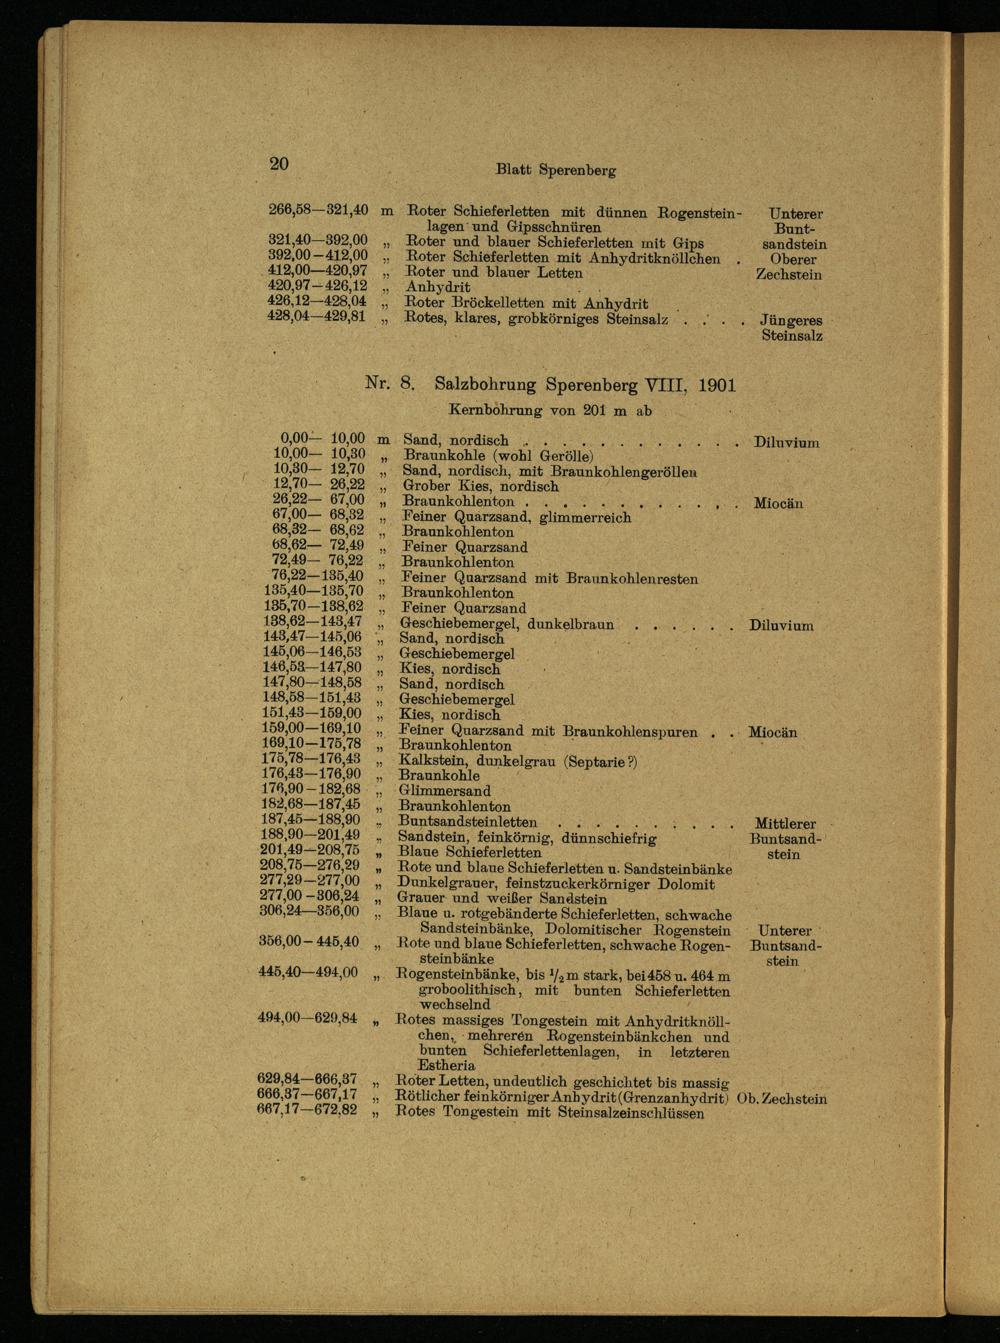 20
Blatt Sperenberg
266,58—321,40 m Roter Schieferletten mit dünnen Rogenstein- Unterer
lagen und Gipsschnüren Bunt-
321,40—392,00 „ Roter und blauer Schieferletten mit Gips sandstein
392,00—412,00 „ Roter Schieferletten mit Anhydritknöllchen . Oberer
412,00—420,97 „ Roter und blauer Letten Zechstein
420,97—426,12 „ Anhydrit
426,12—428,04 „ Roter Bröckelletten mit Anhydrit
428,04—429,81 „ Rotes, klares, grobkörniges Steinsalz . . . . Jüngeres
Steinsalz
Nr. 8. Salzbohrung Sperenberg VIII, 1901
Kernbohrung von 201 m ab
0,00— 10,00 m Sand, nordisch . . . . . . . . . . . . Diluvium
10,00— 10,30 „ Braunkohle (wohl Gerölle)
10,30— 12,70 „ Sand, nordisch, mit Braunkohlengeröllen
12,70— 26,22 „ Grober Kies, nordisch
26,22— 67,00 „ Braunkohlenton . . . . . . . . . . . . Miocän
67,00— 68,32 „ Feiner Quarzsand, glimmerreich
68,32— 68,62 „ Braunkohlenton
68,62— 72,49 „ Feiner Quarzsand
72,49— 76,22 „ Braunkohlenton
76,22—135,40 „ Feiner Quarzsand mit Braunkohlenresten
135,40—135,70 „ Braunkohlenton
135,70—138,62 „ Feiner Quarzsand
138,62—143,47 „ Geschiebemergel, dunkelbraun . . . . . . Diluvium
143,47—145,06 „ Sand, nordisch
145,06—146,53 „ Geschiebemergel
146,53—147,80 „ Kies, nordisch
147,80—148,58 „ Sand, nordisch
148,58—151,43 „ Geschiebemergel
151,43—159,00 „ Kies, nordisch
159,00—169,10 „ Feiner Quarzsand mit Braunkohlenspuren . . Miocän
169,10—175,78 „ Braunkohlenton
175,78—176,43 „ Kalkstein, dunkelgrau (Septarie?)
176,43—176,90 „ Braunkohle
176,90—182,68 „ Glimmersand
182,68—187,45 „ Braunkohlenton
187,45—188,90 „ Buntsandsteinletten . . . . . . . . . . Mittlerer
188,90—201,49 „ Sandstein, feinkörnig, dünnschiefrig Buntsand-
201,49—208,75 „ Blaue Schieferletten stein
208,75—276,29 „ Rote und blaue Schieferletten u. Sandsteinbänke
277,29—277,00 „ Dunkelgrauer, feinstzuckerkörniger Dolomit
277,00—306,24 „ Grauer und weißer Sandstein
306,24—356,00 „ Blaue u. rotgebänderte Schieferletten, schwache
Sandsteinbänke, Dolomitischer Rogenstein Unterer
356,00—445,40 „ Rote und blaue Schieferletten, schwache Rogen- Buntsand-
steinbänke stein
445,40—494,00 „ Rogensteinbänke, bis ½ m stark, bei 458 u. 464 m
groboolithisch, mit bunten Schieferletten
wechselnd
494,00—629,84 „ Rotes massiges Tongestein mit Anhydritknöll-
chen, mehreren Rogensteinbänkchen und
bunten Schieferlettenlagen, in letzteren
Estheria
629,84—666,37 „ Roter Letten, undeutlich geschichtet bis massig
666,37—667,17 „ Rötlicher feinkörniger Anhydrit (Grenzanhydrit) Ob. Zechstein
667,17—672,82 „ Rotes Tongestein mit Steinsalzeinschlüssen